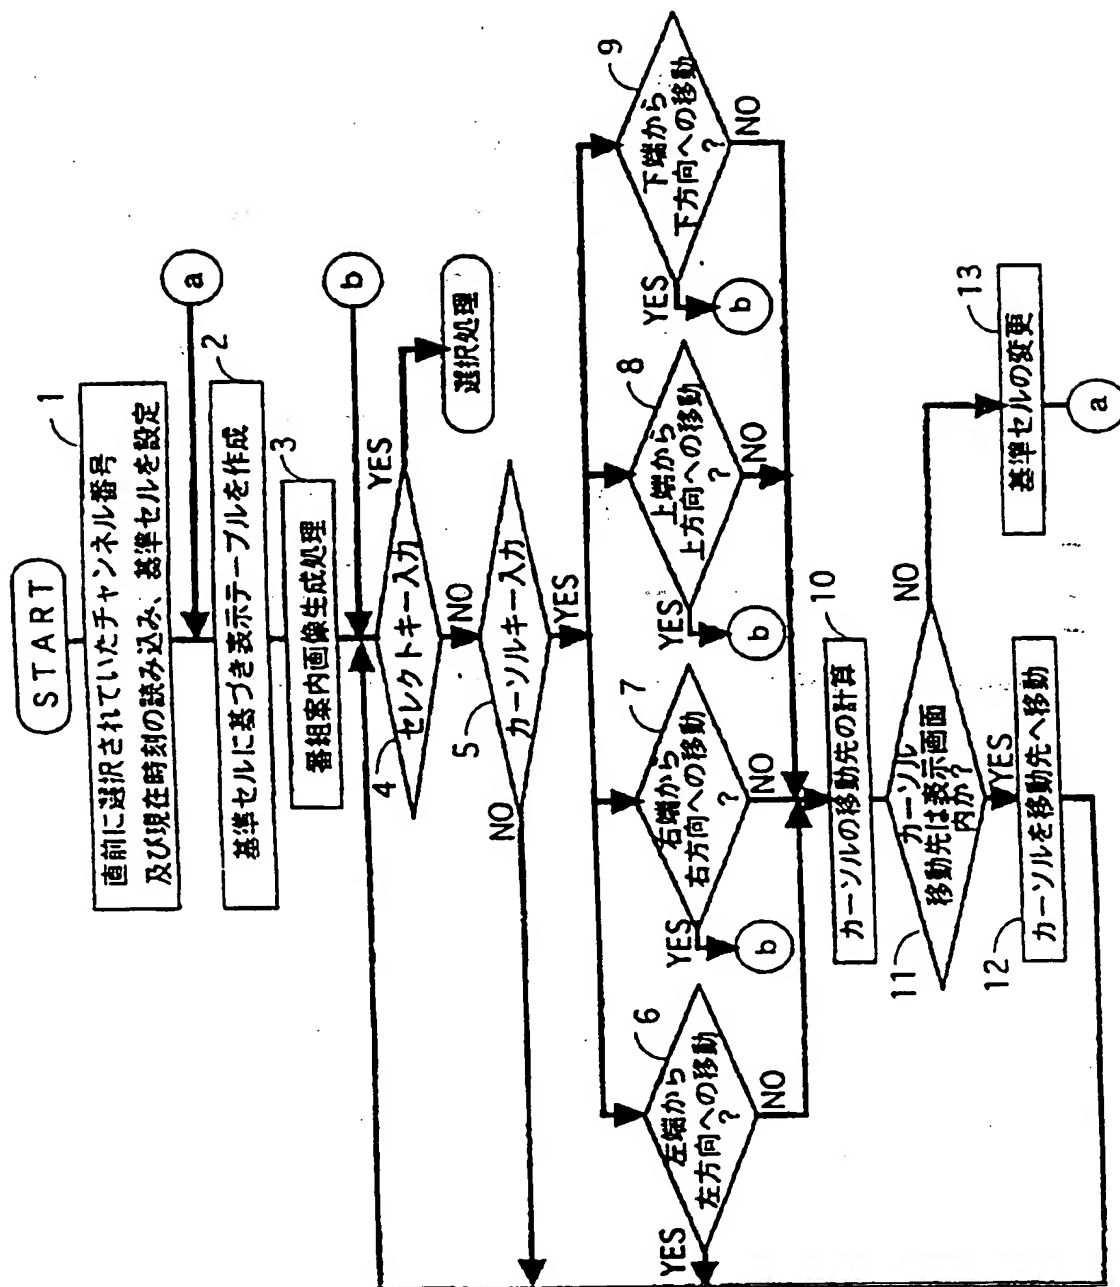 START
1
直前に選択されていたチャンネル番号
及び現在時刻の読み込み、基準セルを設定
a
2
基準セルに基づき表示テーブルを作成
3
番組案内画像生成処理
b
4
セレクトキー入力
YES
選択処理
NO
5
カーソルキー入力
NO
YES
6
左端から
左方向への移動
?
YES
NO
7
右端から
右方向への移動
?
YES
b
NO
8
上端から
上方向への移動
?
YES
b
NO
9
下端から
下方向への移動
?
YES
b
NO
10
カーソルの移動先の計算
11
カーソル
移動先は表示画面
内か?
NO
YES
12
カーソルを移動先へ移動
13
基準セルの変更
a